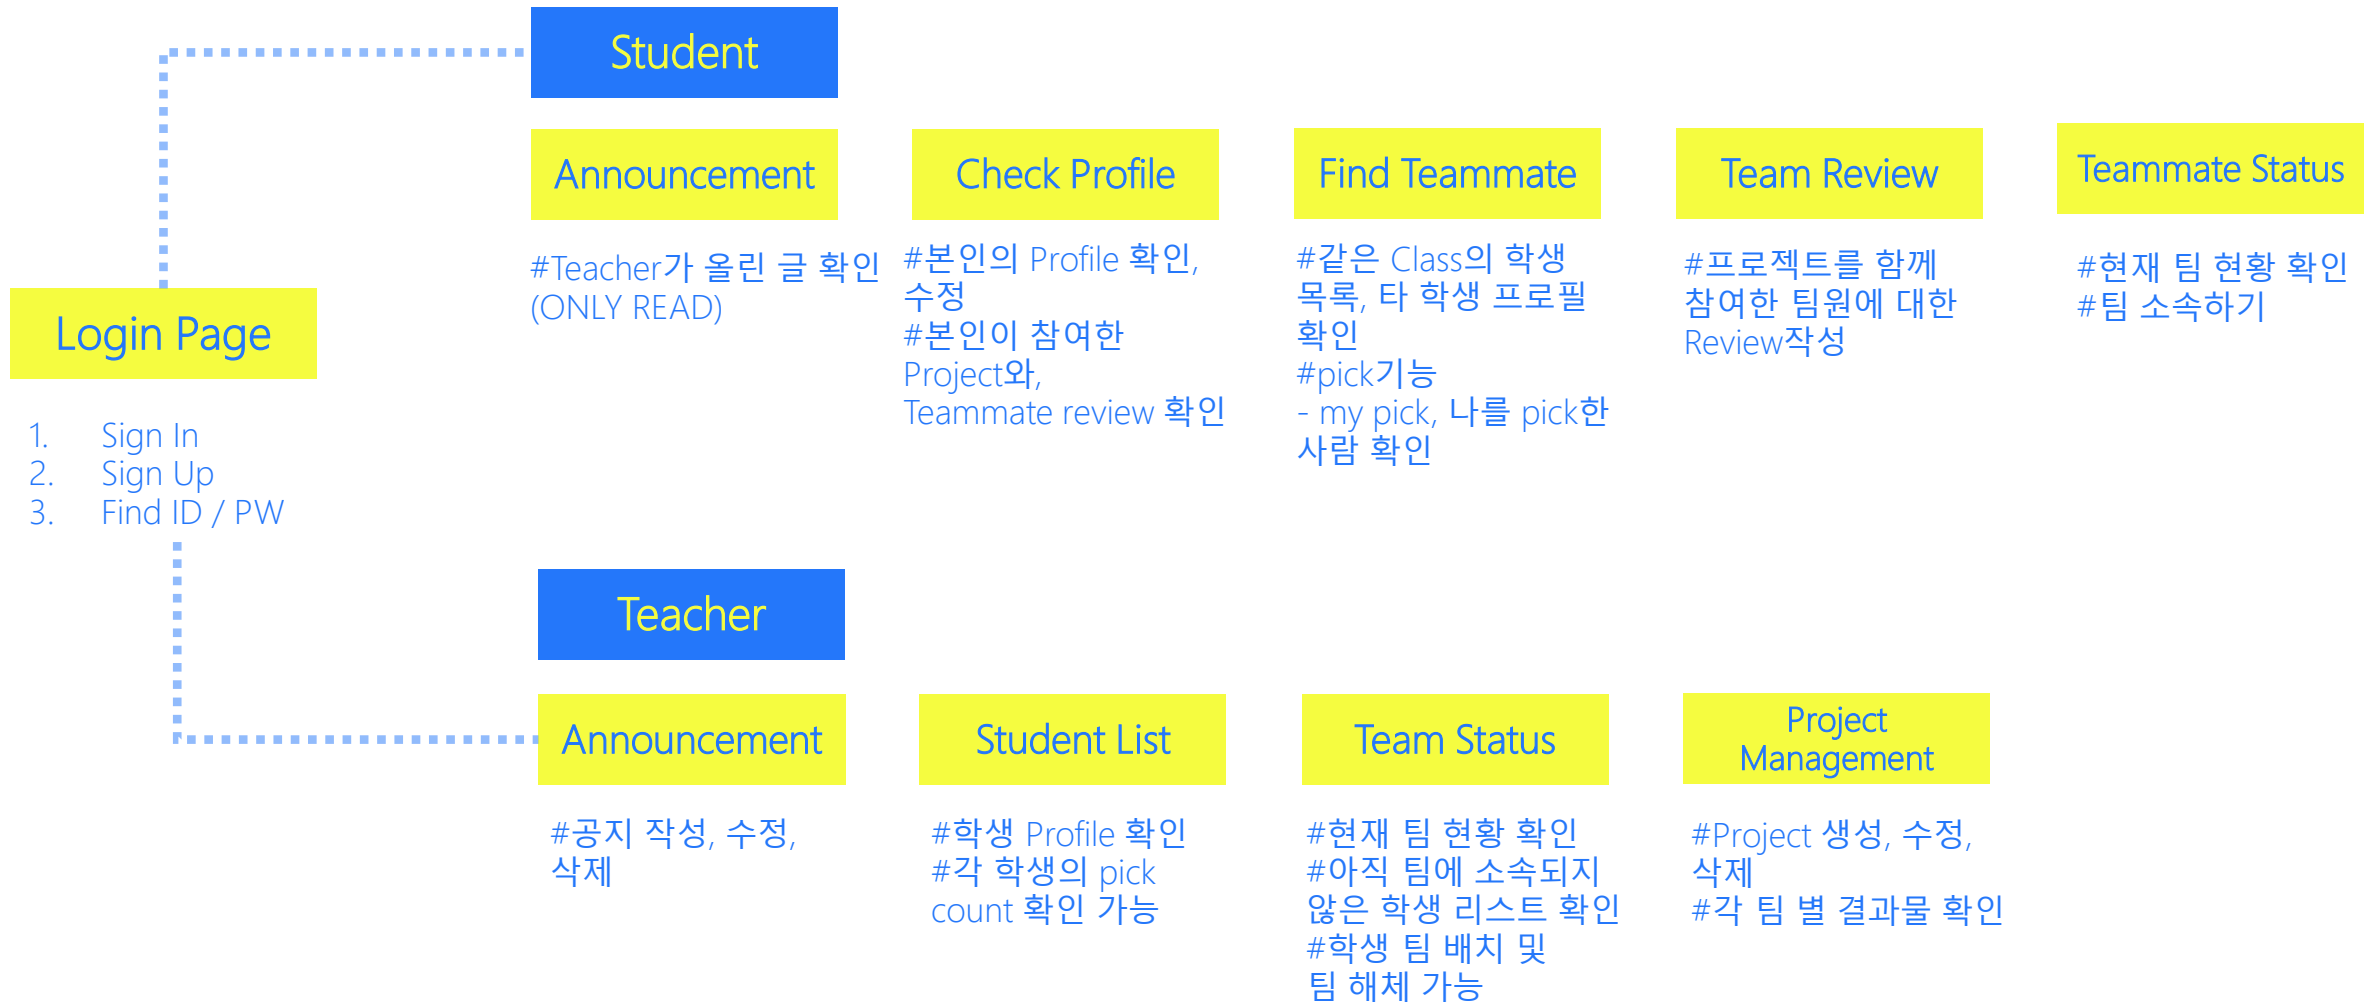 Student
Announcement
#Teacher가 올린 글 확인
(ONLY READ)
Check Profile
#본인의 Profile 확인,
수정
#본인이 참여한
Project와,
Teammate review 확인
Find Teammate
#같은 Class의 학생
목록, 타 학생 프로필
확인
#pick기능
- my pick, 나를 pick한
사람 확인
Team Review
#프로젝트를 함께
참여한 팀원에 대한
Review작성
Teammate Status
#현재 팀 현황 확인
#팀 소속하기
Login Page
1. Sign In
2. Sign Up
3. Find ID / PW
Teacher
Announcement
#공지 작성, 수정,
삭제
Student List
#학생 Profile 확인
#각 학생의 pick
count 확인 가능
Team Status
#현재 팀 현황 확인
#아직 팀에 소속되지
않은 학생 리스트 확인
#학생 팀 배치 및
팀 해체 가능
Project
Management
#Project 생성, 수정,
삭제
#각 팀 별 결과물 확인